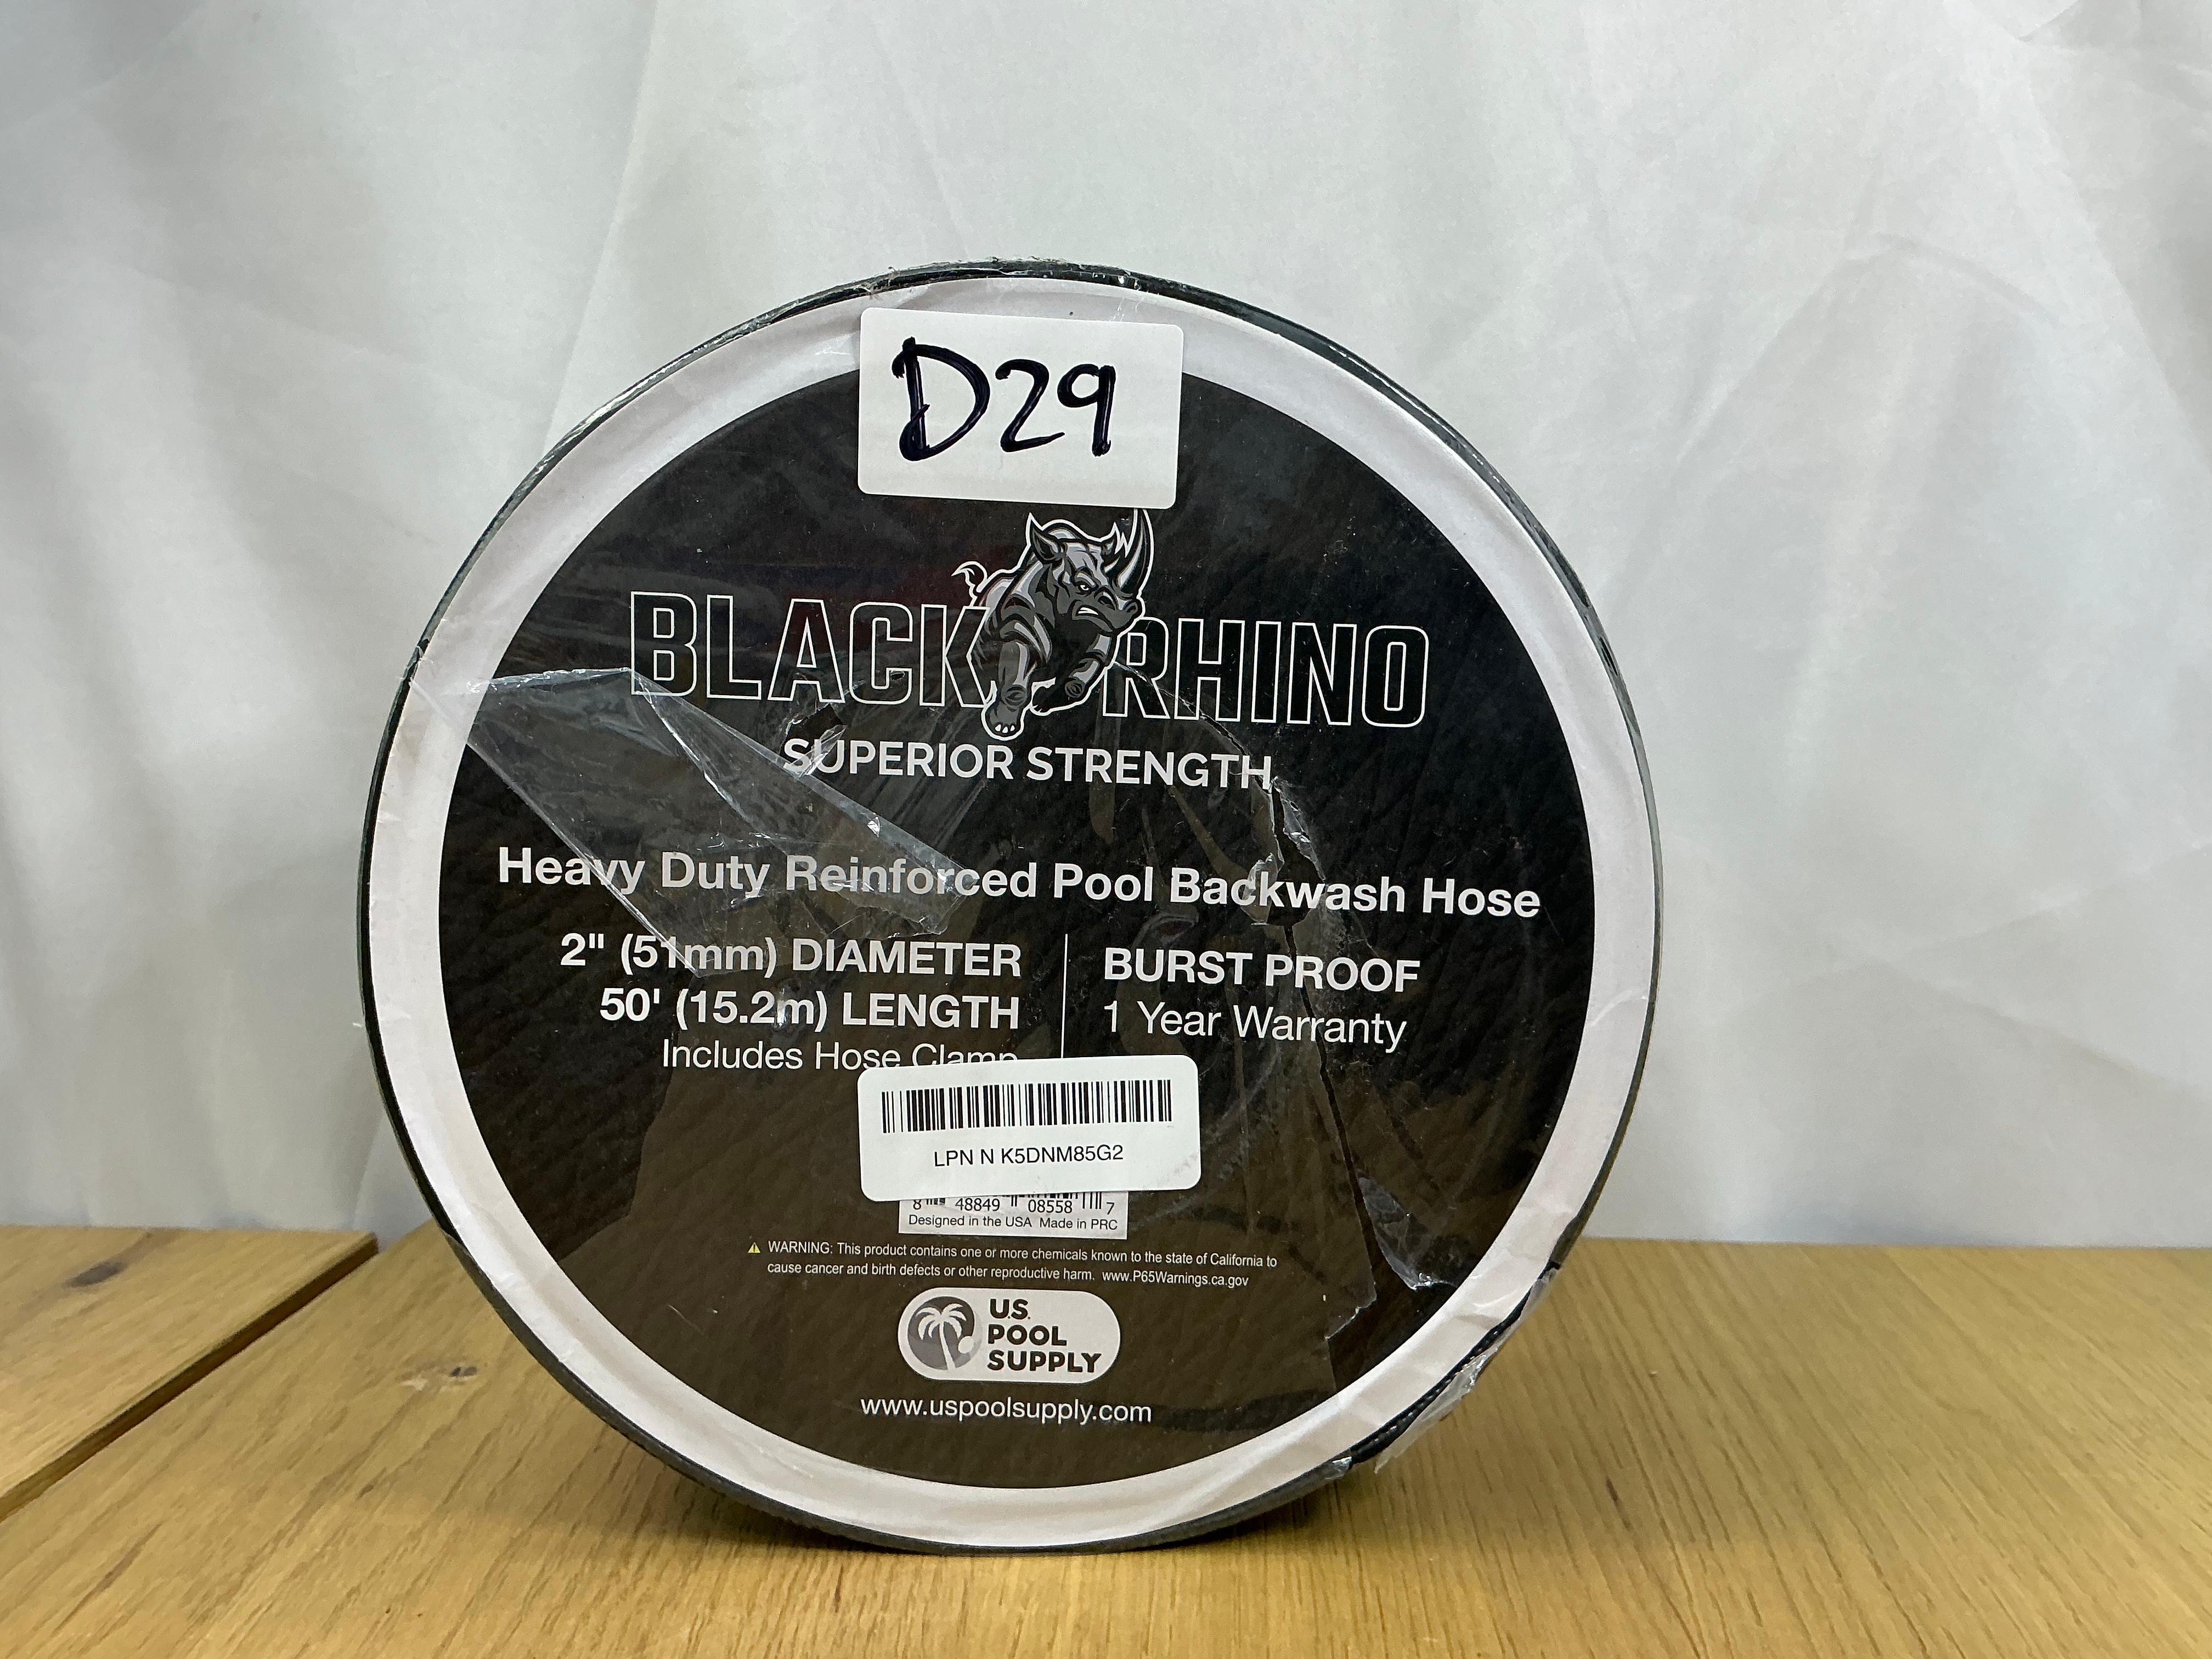 D29
BLACK RHINO
SUPERIOR STRENGTH
Heavy Duty Reinforced Pool Backwash Hose
2" (51mm) DIAMETER
50' (15.2m) LENGTH
Includes Hose Clamp
BURST PROOF
1 Year Warranty
LPN N K5DNM85G2
8 48849 08558 7
Designed in the USA Made in PRC
WARNING: This product contains one or more chemicals known to the state of California to
cause cancer and birth defects or other reproductive harm. www.P65Warnings.ca.gov
U.S.
POOL
SUPPLY
www.uspoolsupply.com